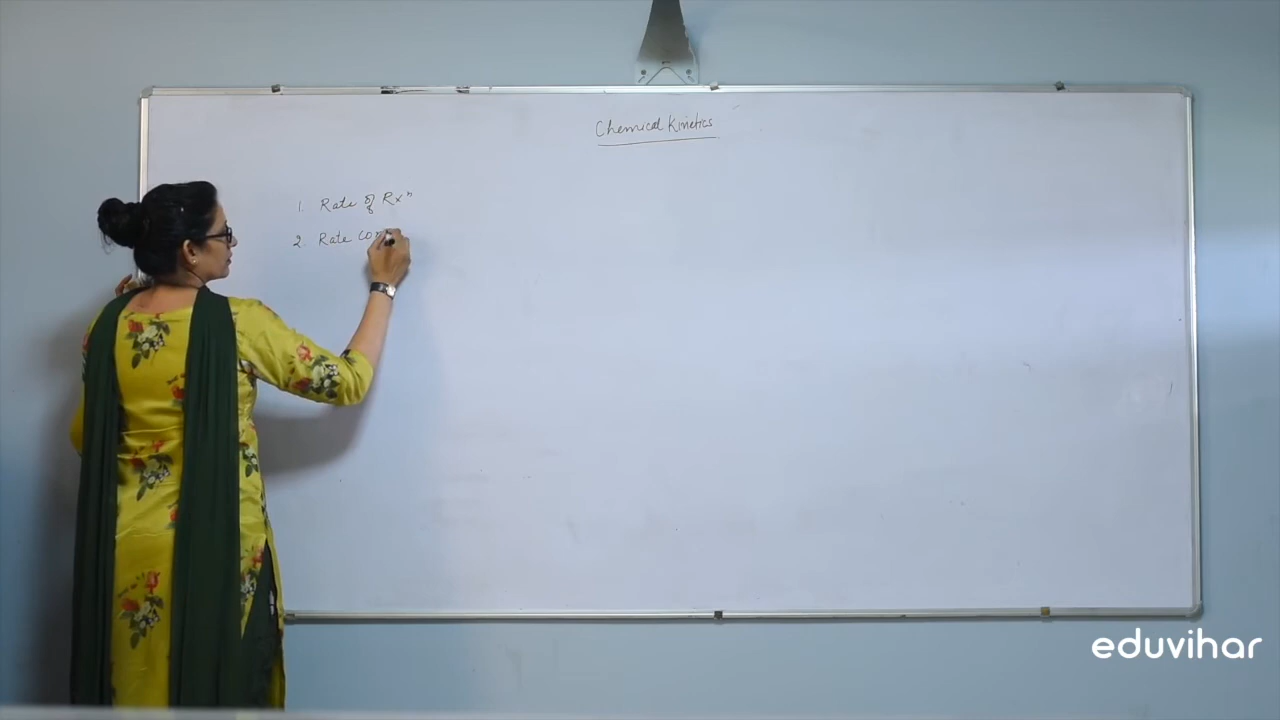 Chemical Kinetics
1. Rate of Rxⁿ
2. Rate con
eduvihar